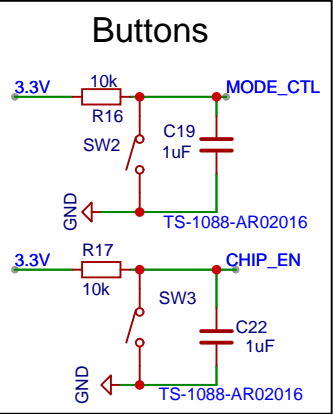 Buttons
3.3V
10k
MODE_CTL
R16
SW2
C19
1uF
GND
TS-1088-AR02016
3.3V
R17
CHIP_EN
10k
SW3
C22
1uF
GND
TS-1088-AR02016